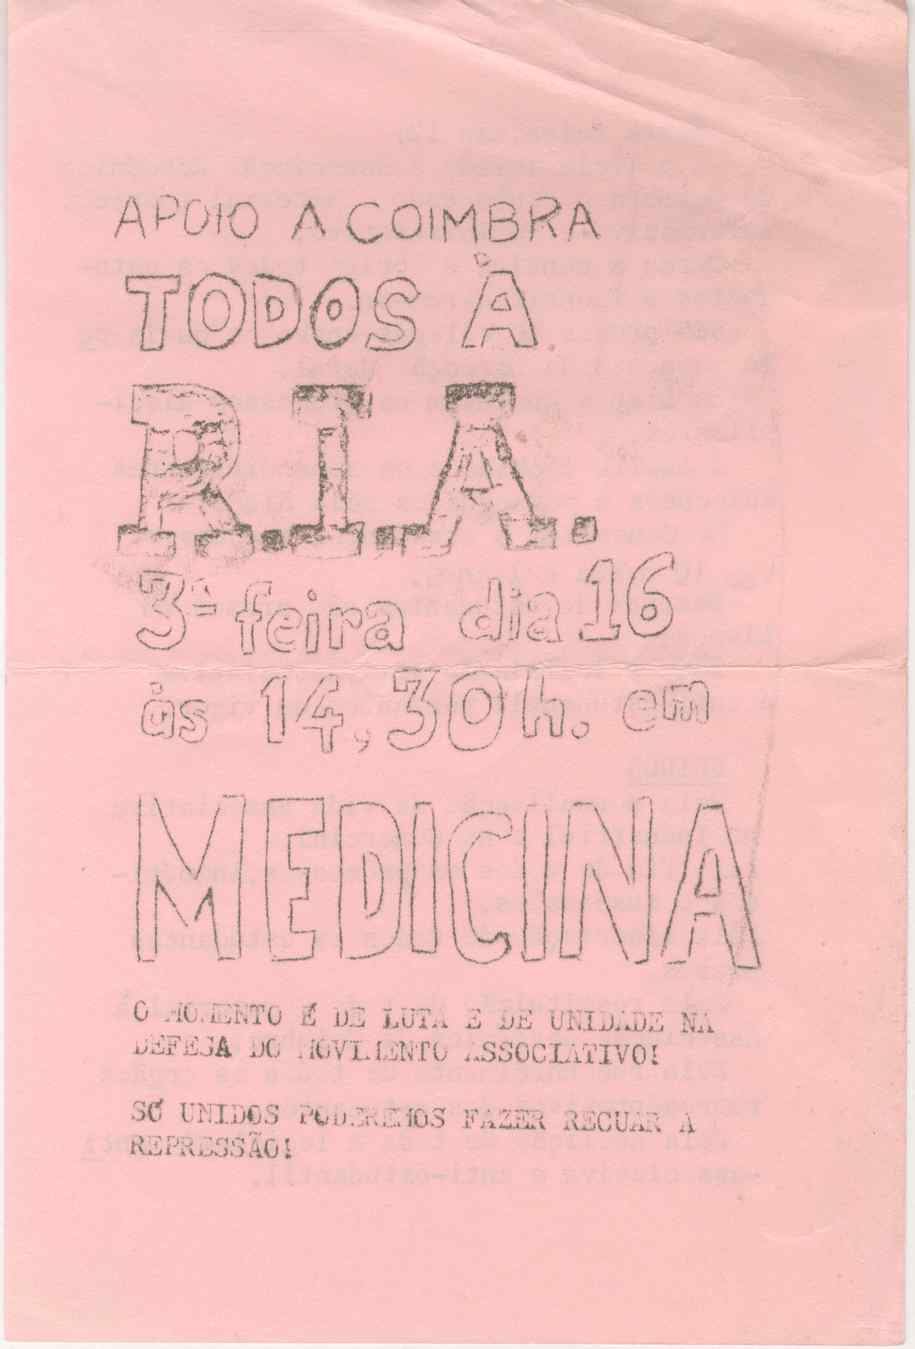 APOIO A COIMBRA
TODOS À
R.I.A.
3ª feira dia 16
às 14,30h. em
MEDICINA
O MOMENTO É DE LUTA E DE UNIDADE NA
DEFESA DO MOVIMENTO ASSOCIATIVO!
SÓ UNIDOS PODEREMOS FAZER RECUAR A
REPRESSÃO!